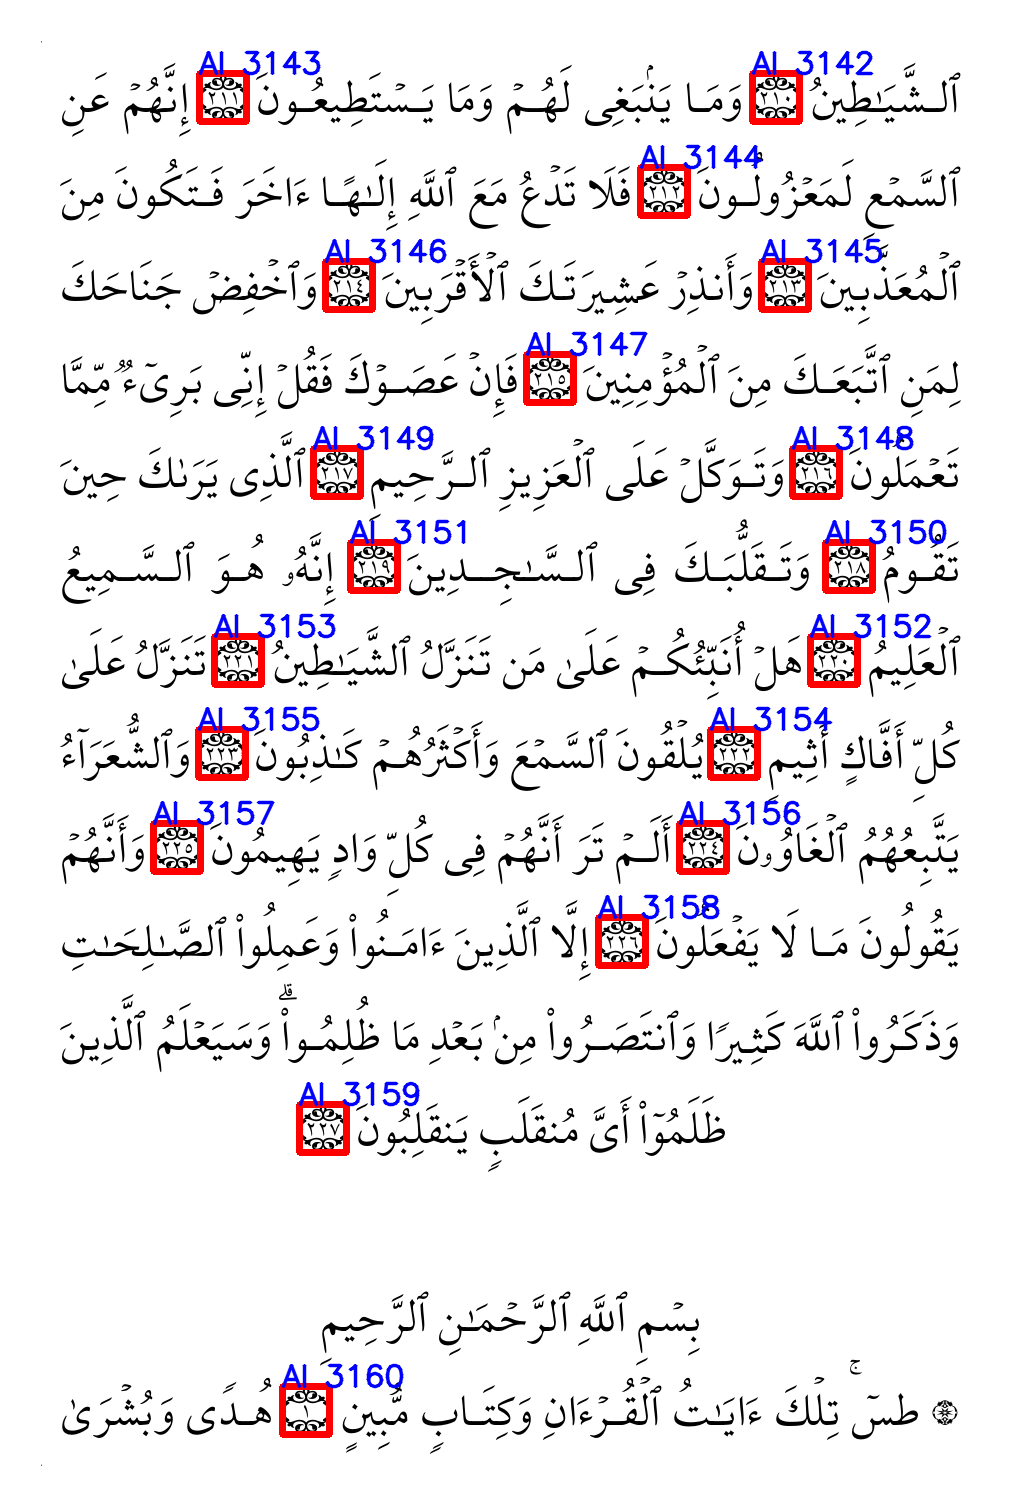 ٱلشَّيَـٰطِينُ ٢١٠ AI_3142 وَمَا يَنۢبَغِى لَهُمْ وَمَا يَسْتَطِيعُونَ ٢١١ AI_3143 إِنَّهُمْ عَنِ
ٱلسَّمْعِ لَمَعْزُولُونَ ٢١٢ AI_3144 فَلَا تَدْعُ مَعَ ٱللَّهِ إِلَـٰهًا ءَاخَرَ فَتَكُونَ مِنَ
ٱلْمُعَذَّبِينَ ٢١٣ AI_3145 وَأَنذِرْ عَشِيرَتَكَ ٱلْأَقْرَبِينَ ٢١٤ AI_3146 وَٱخْفِضْ جَنَاحَكَ
لِمَنِ ٱتَّبَعَكَ مِنَ ٱلْمُؤْمِنِينَ ٢١٥ AI_3147 فَإِنْ عَصَوْكَ فَقُلْ إِنِّى بَرِىٓءٌ مِّمَّا
تَعْمَلُونَ ٢١٦ AI_3148 وَتَوَكَّلْ عَلَى ٱلْعَزِيزِ ٱلرَّحِيمِ ٢١٧ AI_3149 ٱلَّذِى يَرَىٰكَ حِينَ
تَقُومُ ٢١٨ AI_3150 وَتَقَلُّبَكَ فِى ٱلسَّـٰجِدِينَ ٢١٩ AI_3151 إِنَّهُۥ هُوَ ٱلسَّمِيعُ
ٱلْعَلِيمُ ٢٢٠ AI_3152 هَلْ أُنَبِّئُكُمْ عَلَىٰ مَن تَنَزَّلُ ٱلشَّيَـٰطِينُ ٢٢١ AI_3153 تَنَزَّلُ عَلَىٰ
كُلِّ أَفَّاكٍ أَثِيمٍ ٢٢٢ AI_3154 يُلْقُونَ ٱلسَّمْعَ وَأَكْثَرُهُمْ كَـٰذِبُونَ ٢٢٣ AI_3155 وَٱلشُّعَرَآءُ
يَتَّبِعُهُمُ ٱلْغَاوُۥنَ ٢٢٤ AI_3156 أَلَمْ تَرَ أَنَّهُمْ فِى كُلِّ وَادٍ يَهِيمُونَ ٢٢٥ AI_3157 وَأَنَّهُمْ
يَقُولُونَ مَا لَا يَفْعَلُونَ ٢٢٦ AI_3158 إِلَّا ٱلَّذِينَ ءَامَنُوا۟ وَعَمِلُوا۟ ٱلصَّـٰلِحَـٰتِ
وَذَكَرُوا۟ ٱللَّهَ كَثِيرًا وَٱنتَصَرُوا۟ مِنۢ بَعْدِ مَا ظُلِمُوا۟ ۗ وَسَيَعْلَمُ ٱلَّذِينَ
ظَلَمُوٓا۟ أَىَّ مُنقَلَبٍ يَنقَلِبُونَ ٢٢٧ AI_3159
بِسْمِ ٱللَّهِ ٱلرَّحْمَـٰنِ ٱلرَّحِيمِ
۞ طسٓ ۚ تِلْكَ ءَايَـٰتُ ٱلْقُرْءَانِ وَكِتَابٍ مُّبِينٍ ١ AI_3160 هُدًى وَبُشْرَىٰ